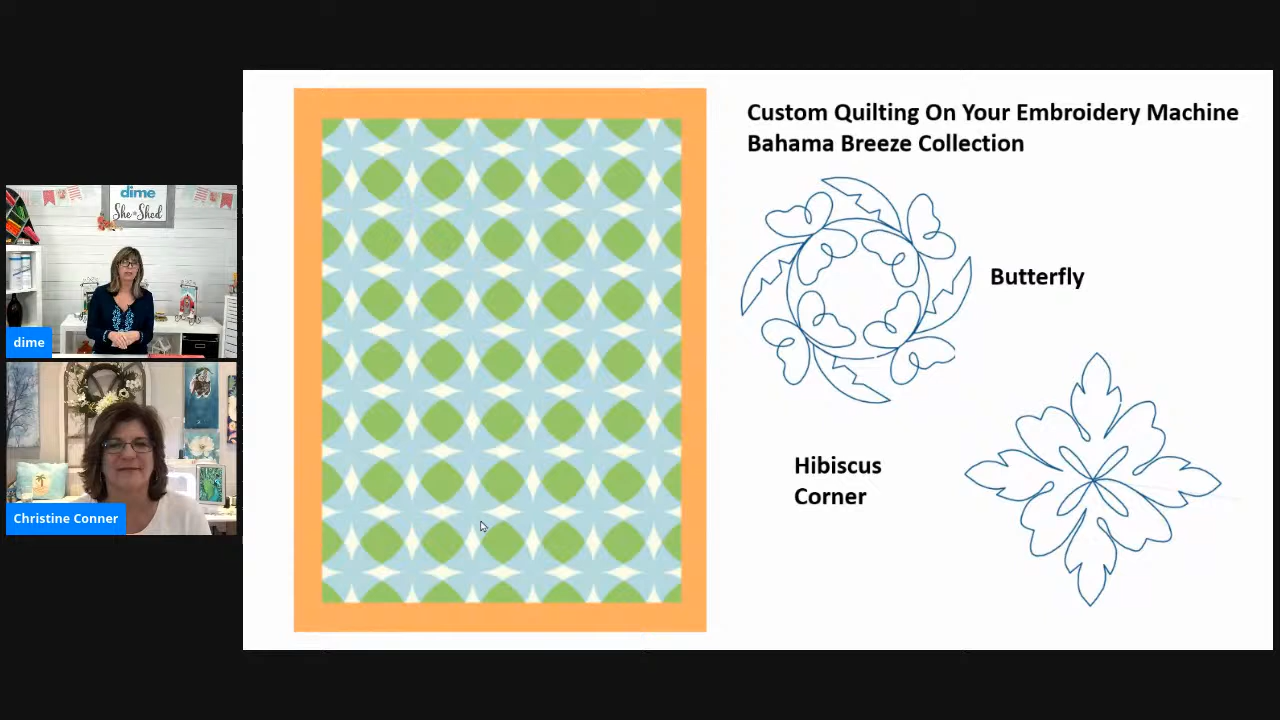 Custom Quilting On Your Embroidery Machine
Bahama Breeze Collection
Butterfly
Hibiscus
Corner
dime
She Shed
dime
Christine Conner